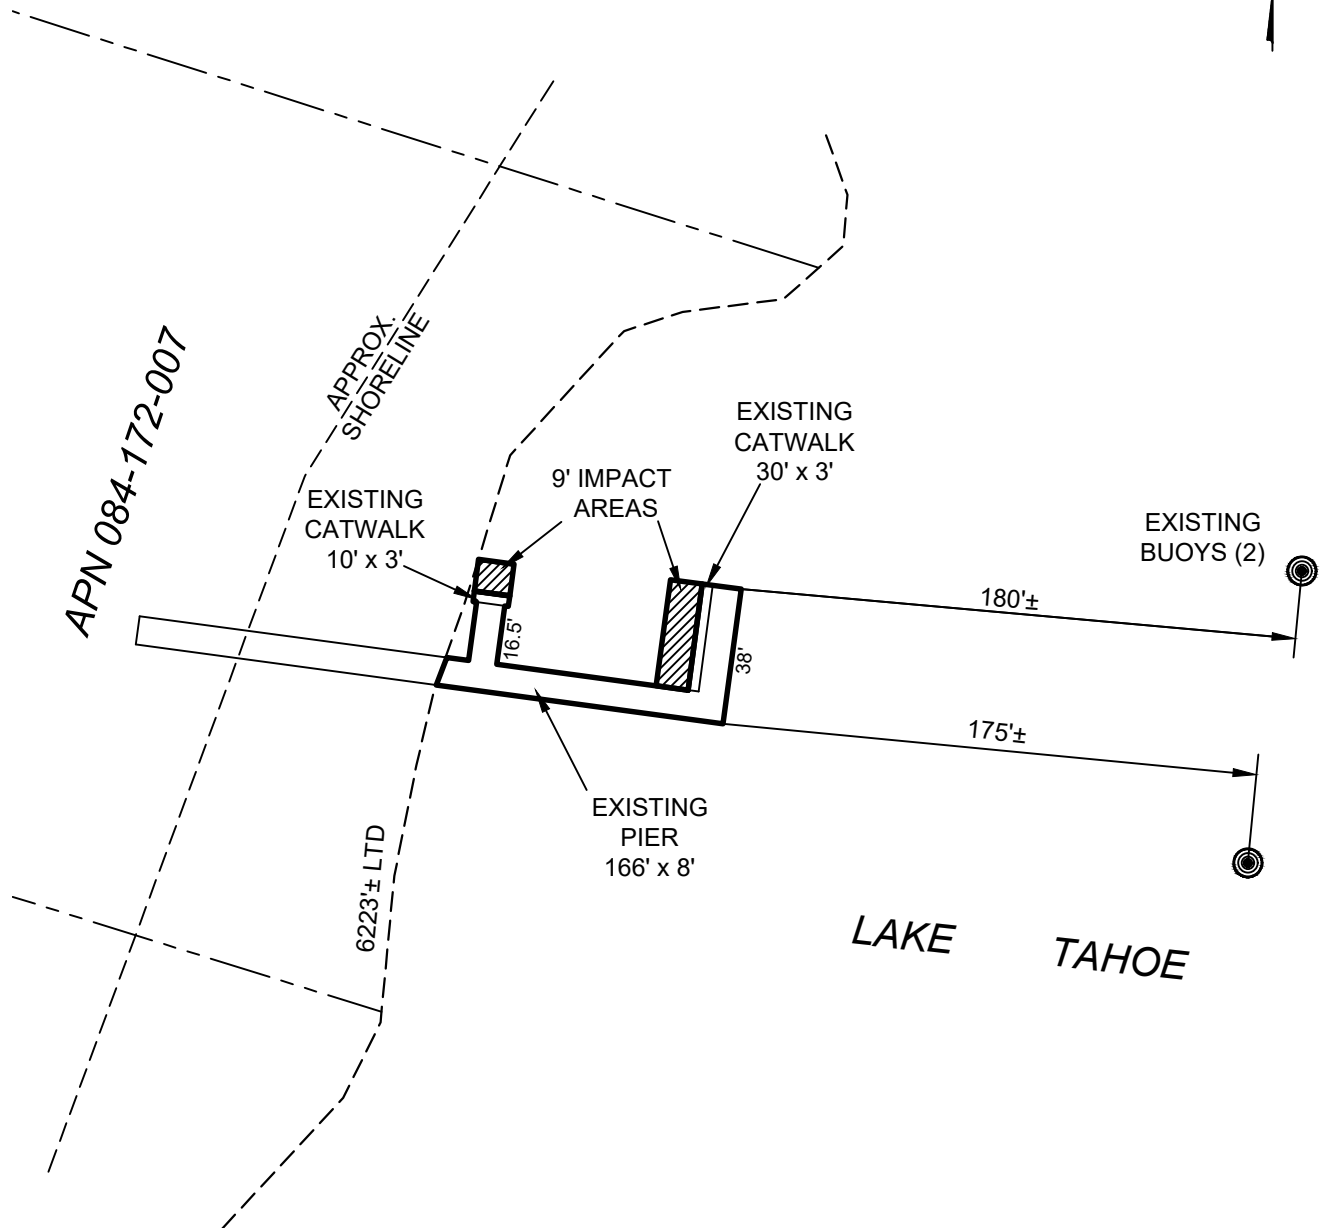 APPROX.
SHORELINE
APN 084-172-007
EXISTING
CATWALK
30' x 3'
9' IMPACT
AREAS
EXISTING
CATWALK
10' x 3'
EXISTING
BUOYS (2)
180'±
16.5'
38'
175'±
EXISTING
PIER
166' x 8'
6223'± LTD
LAKE TAHOE